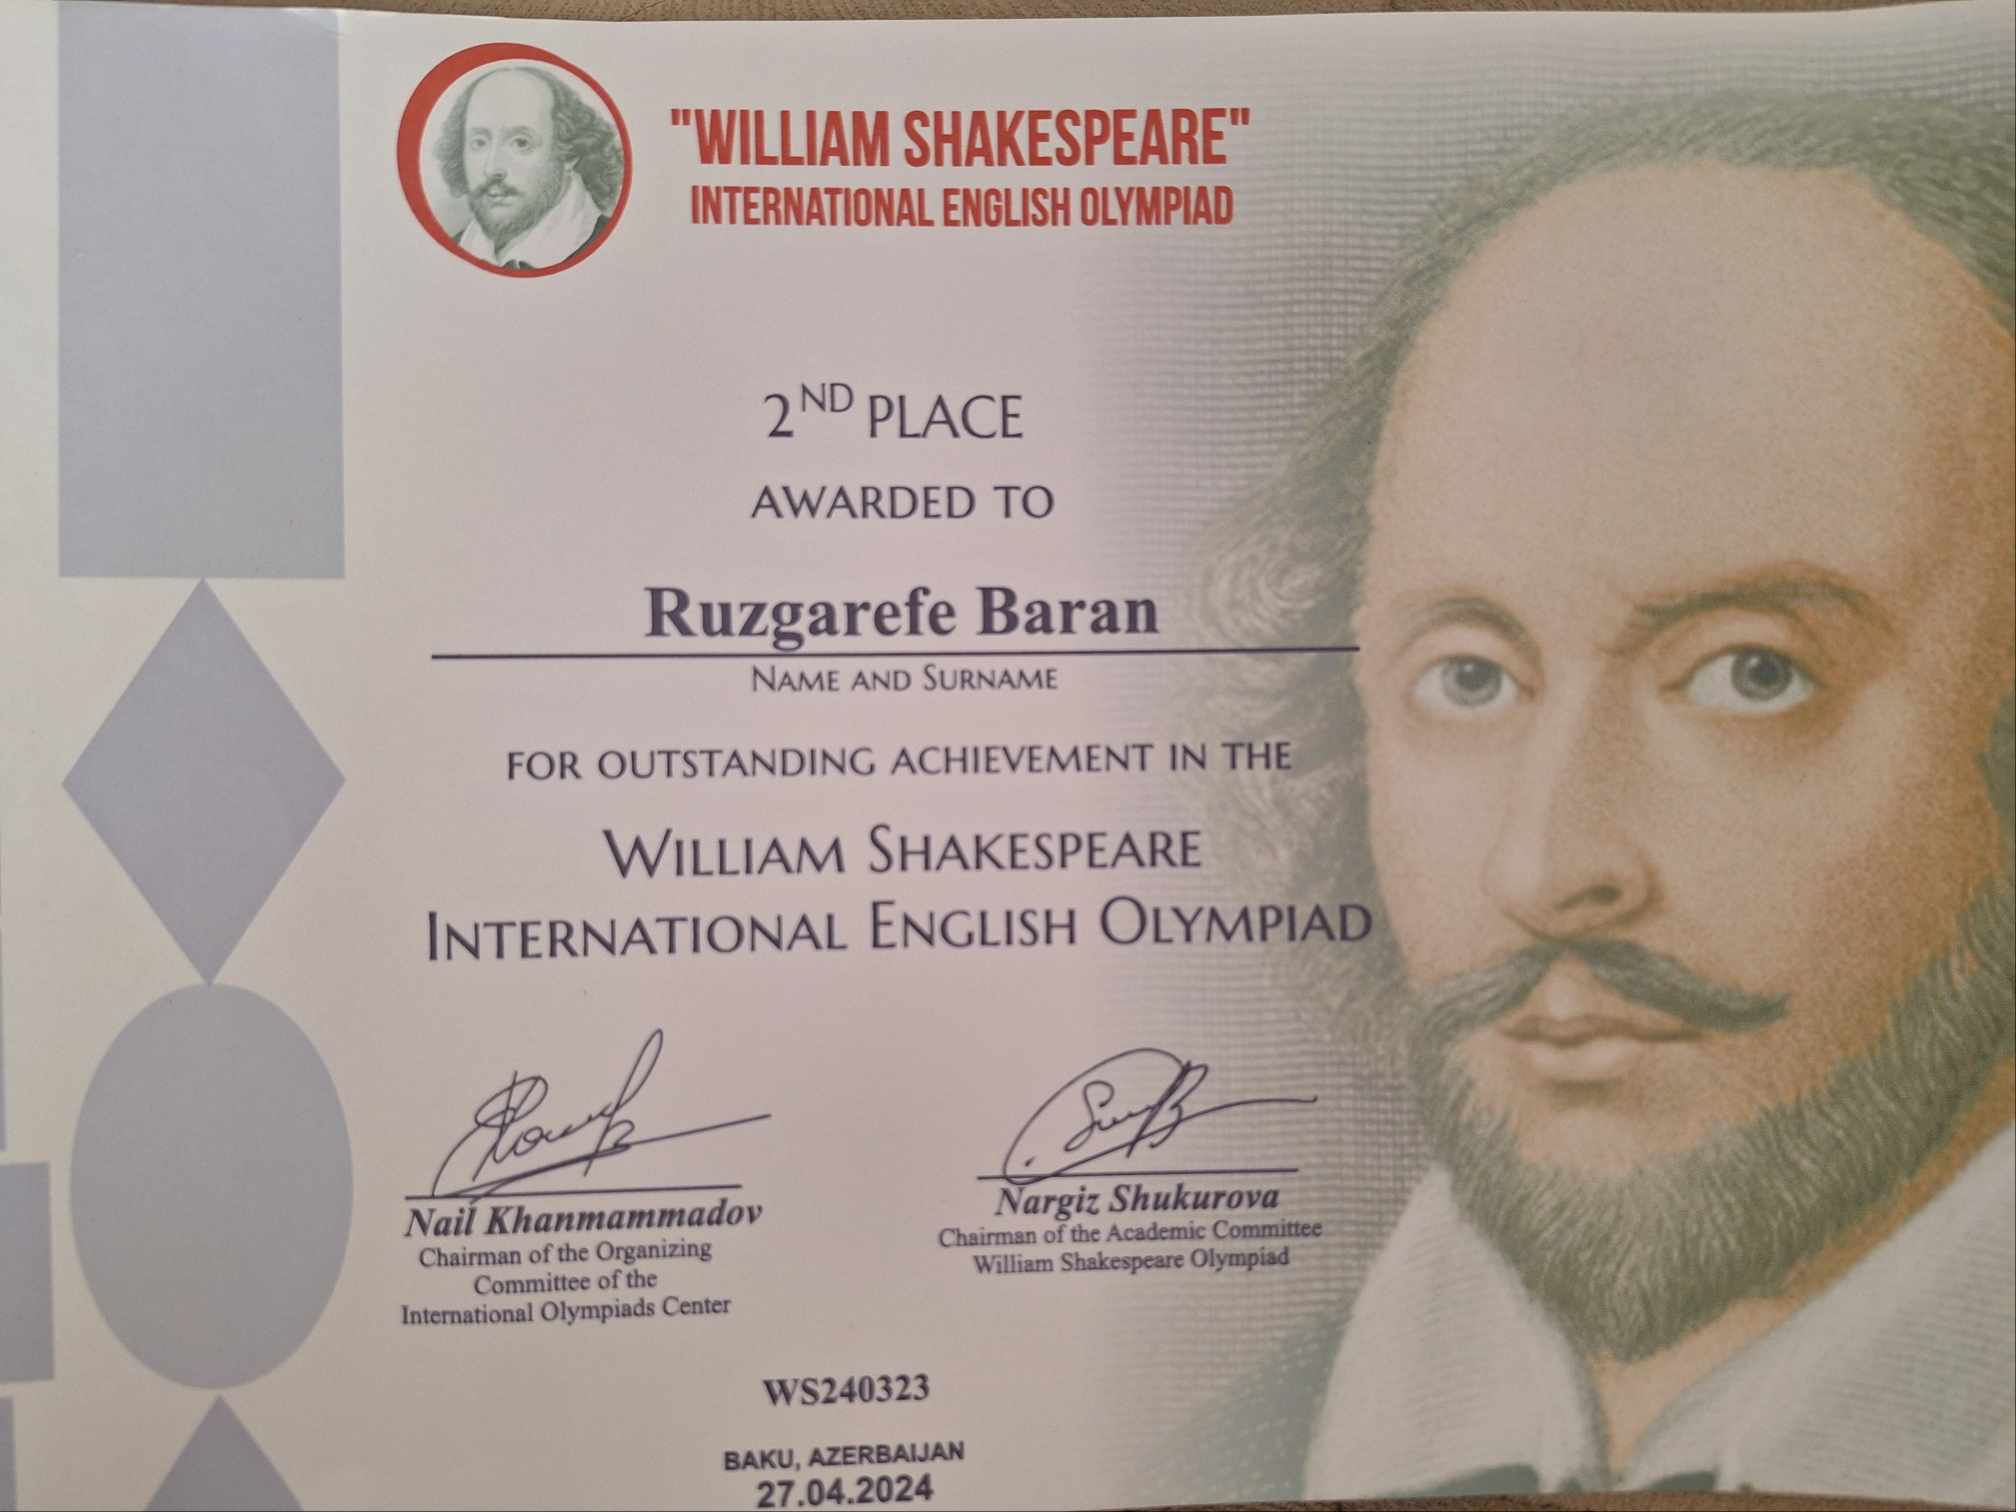 "WILLIAM SHAKESPEARE"
INTERNATIONAL ENGLISH OLYMPIAD
2ND PLACE
AWARDED TO
Ruzgarefe Baran
NAME AND SURNAME
FOR OUTSTANDING ACHIEVEMENT IN THE
WILLIAM SHAKESPEARE
INTERNATIONAL ENGLISH OLYMPIAD
Nail Khanmammadov
Chairman of the Organizing
Committee of the
International Olympiads Center
Nargiz Shukurova
Chairman of the Academic Committee
William Shakespeare Olympiad
WS240323
BAKU, AZERBAIJAN
27.04.2024